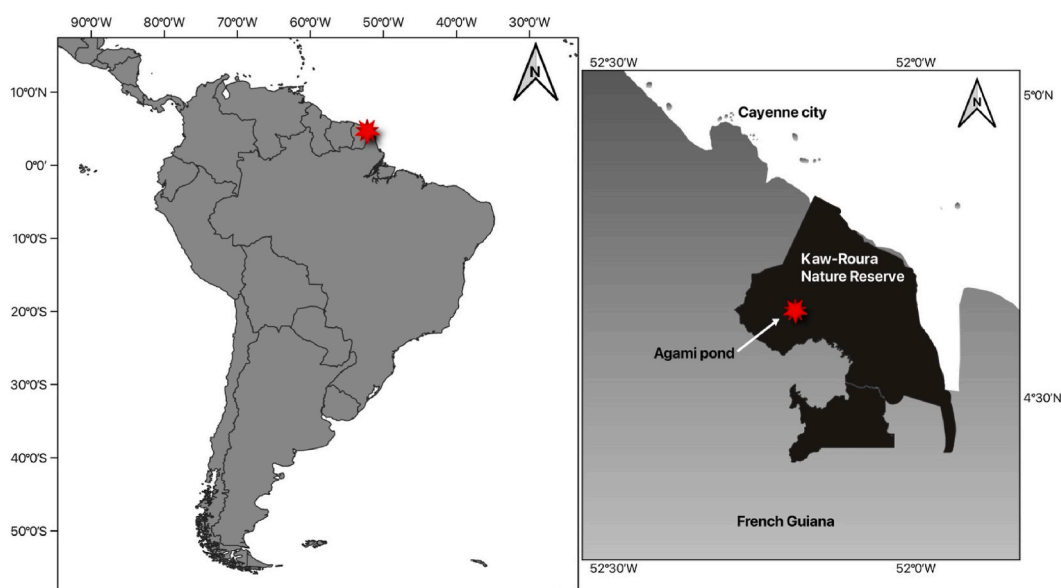 90°0'W 80°0'W 70°0'W 60°0'W 50°0'W 40°0'W 30°0'W
N
10°0'N
0°0'
10°0'S
20°0'S
30°0'S
40°0'S
50°0'S
52°30'W 52°0'W
5°0'N
N
Cayenne city
Kaw-Roura
Nature Reserve
Agami pond
4°30'N
French Guiana
52°30'W 52°0'W